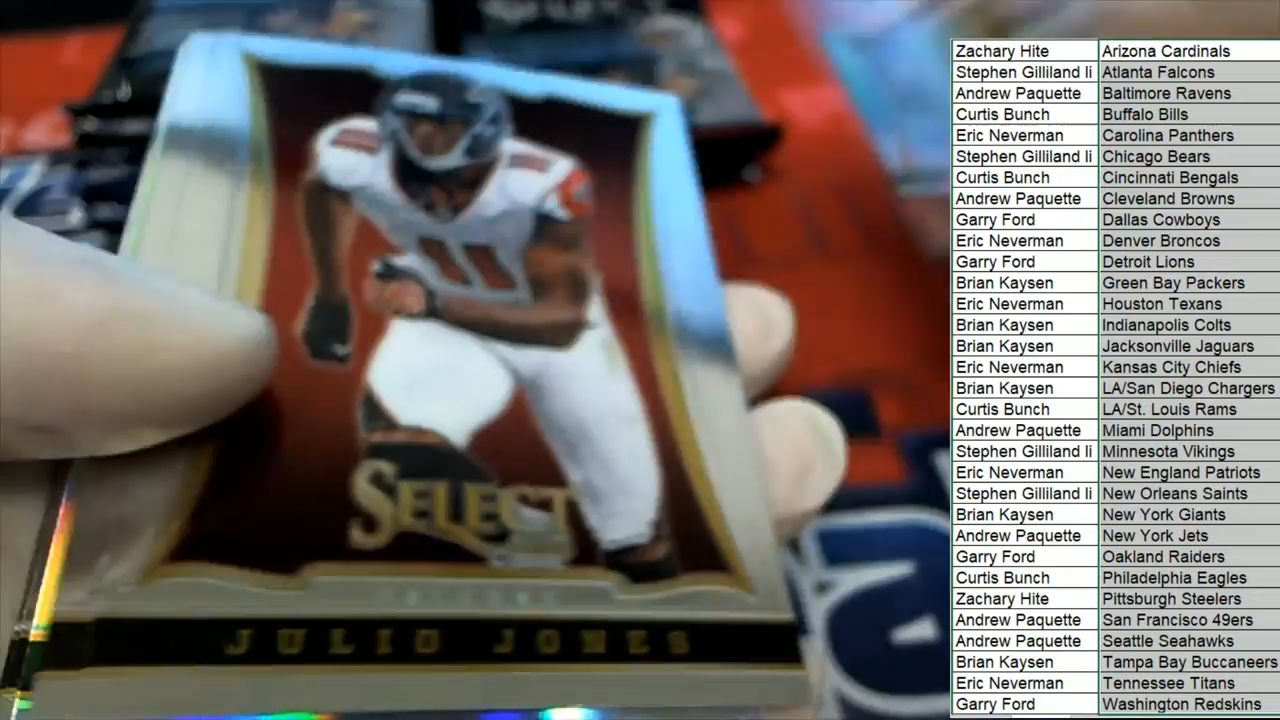 SELECT
JULIO JONES
11
Zachary Hite Arizona Cardinals
Stephen Gilliland Ii Atlanta Falcons
Andrew Paquette Baltimore Ravens
Curtis Bunch Buffalo Bills
Eric Neverman Carolina Panthers
Stephen Gilliland Ii Chicago Bears
Curtis Bunch Cincinnati Bengals
Andrew Paquette Cleveland Browns
Garry Ford Dallas Cowboys
Eric Neverman Denver Broncos
Garry Ford Detroit Lions
Brian Kaysen Green Bay Packers
Eric Neverman Houston Texans
Brian Kaysen Indianapolis Colts
Brian Kaysen Jacksonville Jaguars
Eric Neverman Kansas City Chiefs
Brian Kaysen LA/San Diego Chargers
Curtis Bunch LA/St. Louis Rams
Andrew Paquette Miami Dolphins
Stephen Gilliland Ii Minnesota Vikings
Eric Neverman New England Patriots
Stephen Gilliland Ii New Orleans Saints
Brian Kaysen New York Giants
Andrew Paquette New York Jets
Garry Ford Oakland Raiders
Curtis Bunch Philadelphia Eagles
Zachary Hite Pittsburgh Steelers
Andrew Paquette San Francisco 49ers
Andrew Paquette Seattle Seahawks
Brian Kaysen Tampa Bay Buccaneers
Eric Neverman Tennessee Titans
Garry Ford Washington Redskins